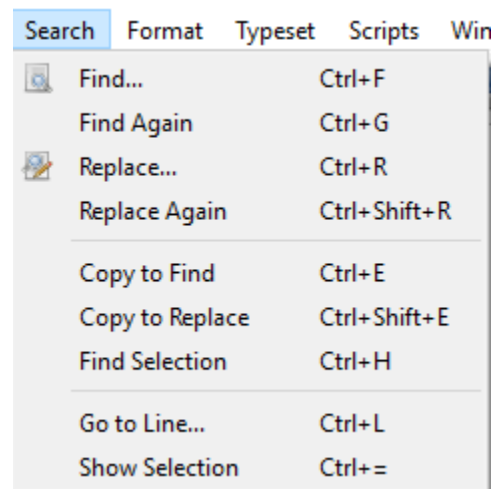 Search Format Typeset Scripts
Find... Ctrl+F
Find Again Ctrl+G
Replace... Ctrl+R
Replace Again Ctrl+Shift+R
Copy to Find Ctrl+E
Copy to Replace Ctrl+Shift+E
Find Selection Ctrl+H
Go to Line... Ctrl+L
Show Selection Ctrl+=